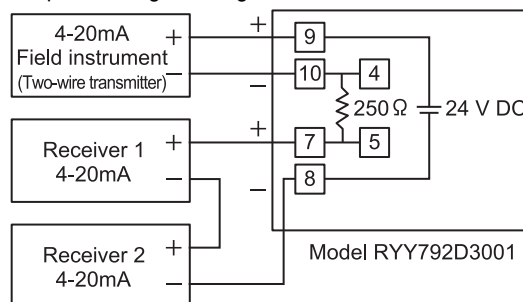 4-20mA
Field instrument
(Two-wire transmitter)
+
−
+
−
9
10
4
250 Ω
24 V DC
Receiver 1
4-20mA
+
−
+
−
7
5
8
Receiver 2
4-20mA
+
−
Model RYY792D3001